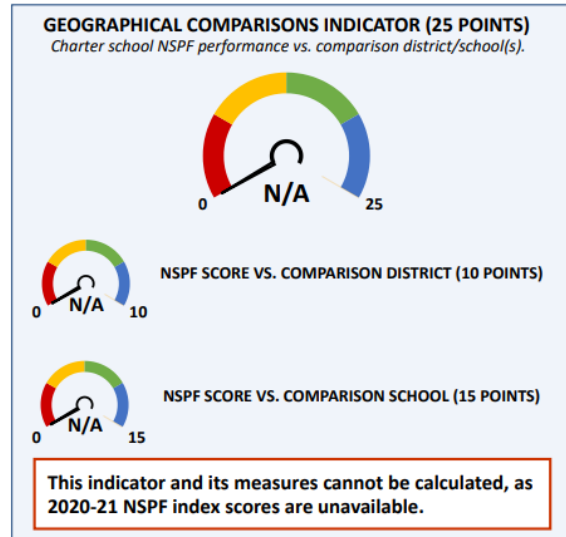 GEOGRAPHICAL COMPARISONS INDICATOR (25 POINTS)
Charter school NSPF performance vs. comparison district/school(s).
N/A
0
25
NSPF SCORE VS. COMPARISON DISTRICT (10 POINTS)
N/A
0
10
NSPF SCORE VS. COMPARISON SCHOOL (15 POINTS)
N/A
0
15
This indicator and its measures cannot be calculated, as
2020-21 NSPF index scores are unavailable.